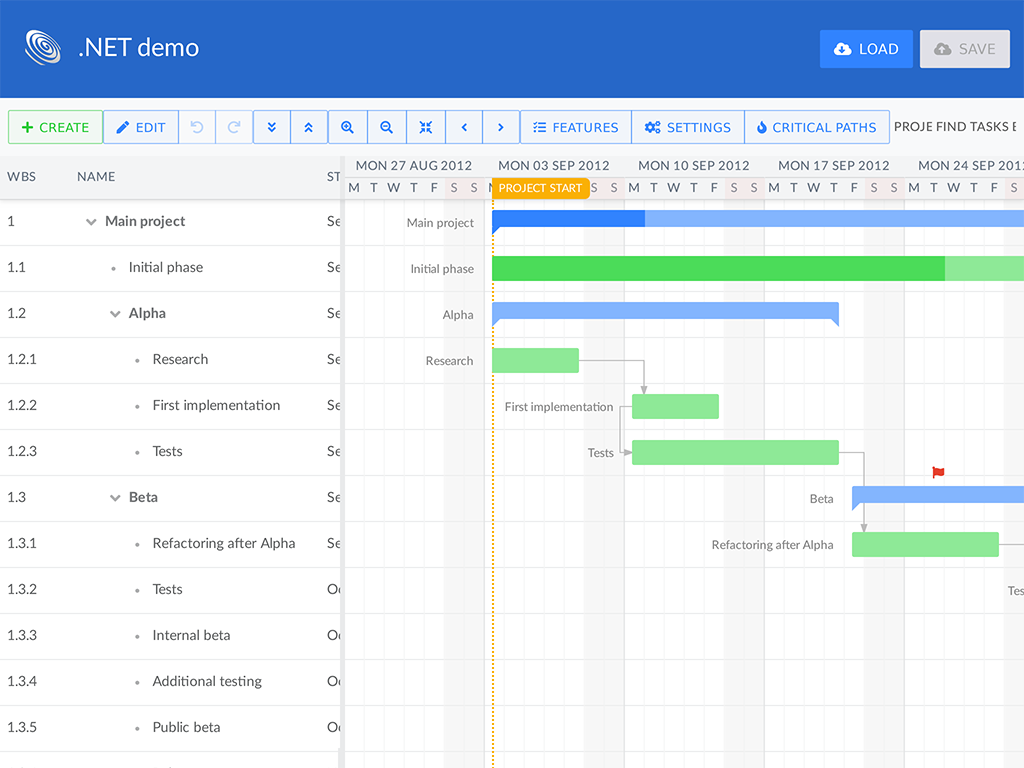 .NET demo
LOAD
SAVE
CREATE
EDIT
FEATURES
SETTINGS
CRITICAL PATHS
PROJE FIND TASKS E
WBS NAME ST
MON 27 AUG 2012 MON 03 SEP 2012 MON 10 SEP 2012 MON 17 SEP 2012 MON 24 SEP 2012
M T W T F S S M PROJECT START S S M T W T F S S M T W T F S S M T W T F S
1 Main project Se Main project
1.1 Initial phase Se Initial phase
1.2 Alpha Se Alpha
1.2.1 Research Se Research
1.2.2 First implementation Se First implementation
1.2.3 Tests Se Tests
1.3 Beta Se Beta
1.3.1 Refactoring after Alpha Se Refactoring after Alpha
1.3.2 Tests Oc Tes
1.3.3 Internal beta Oc
1.3.4 Additional testing Oc
1.3.5 Public beta Oc